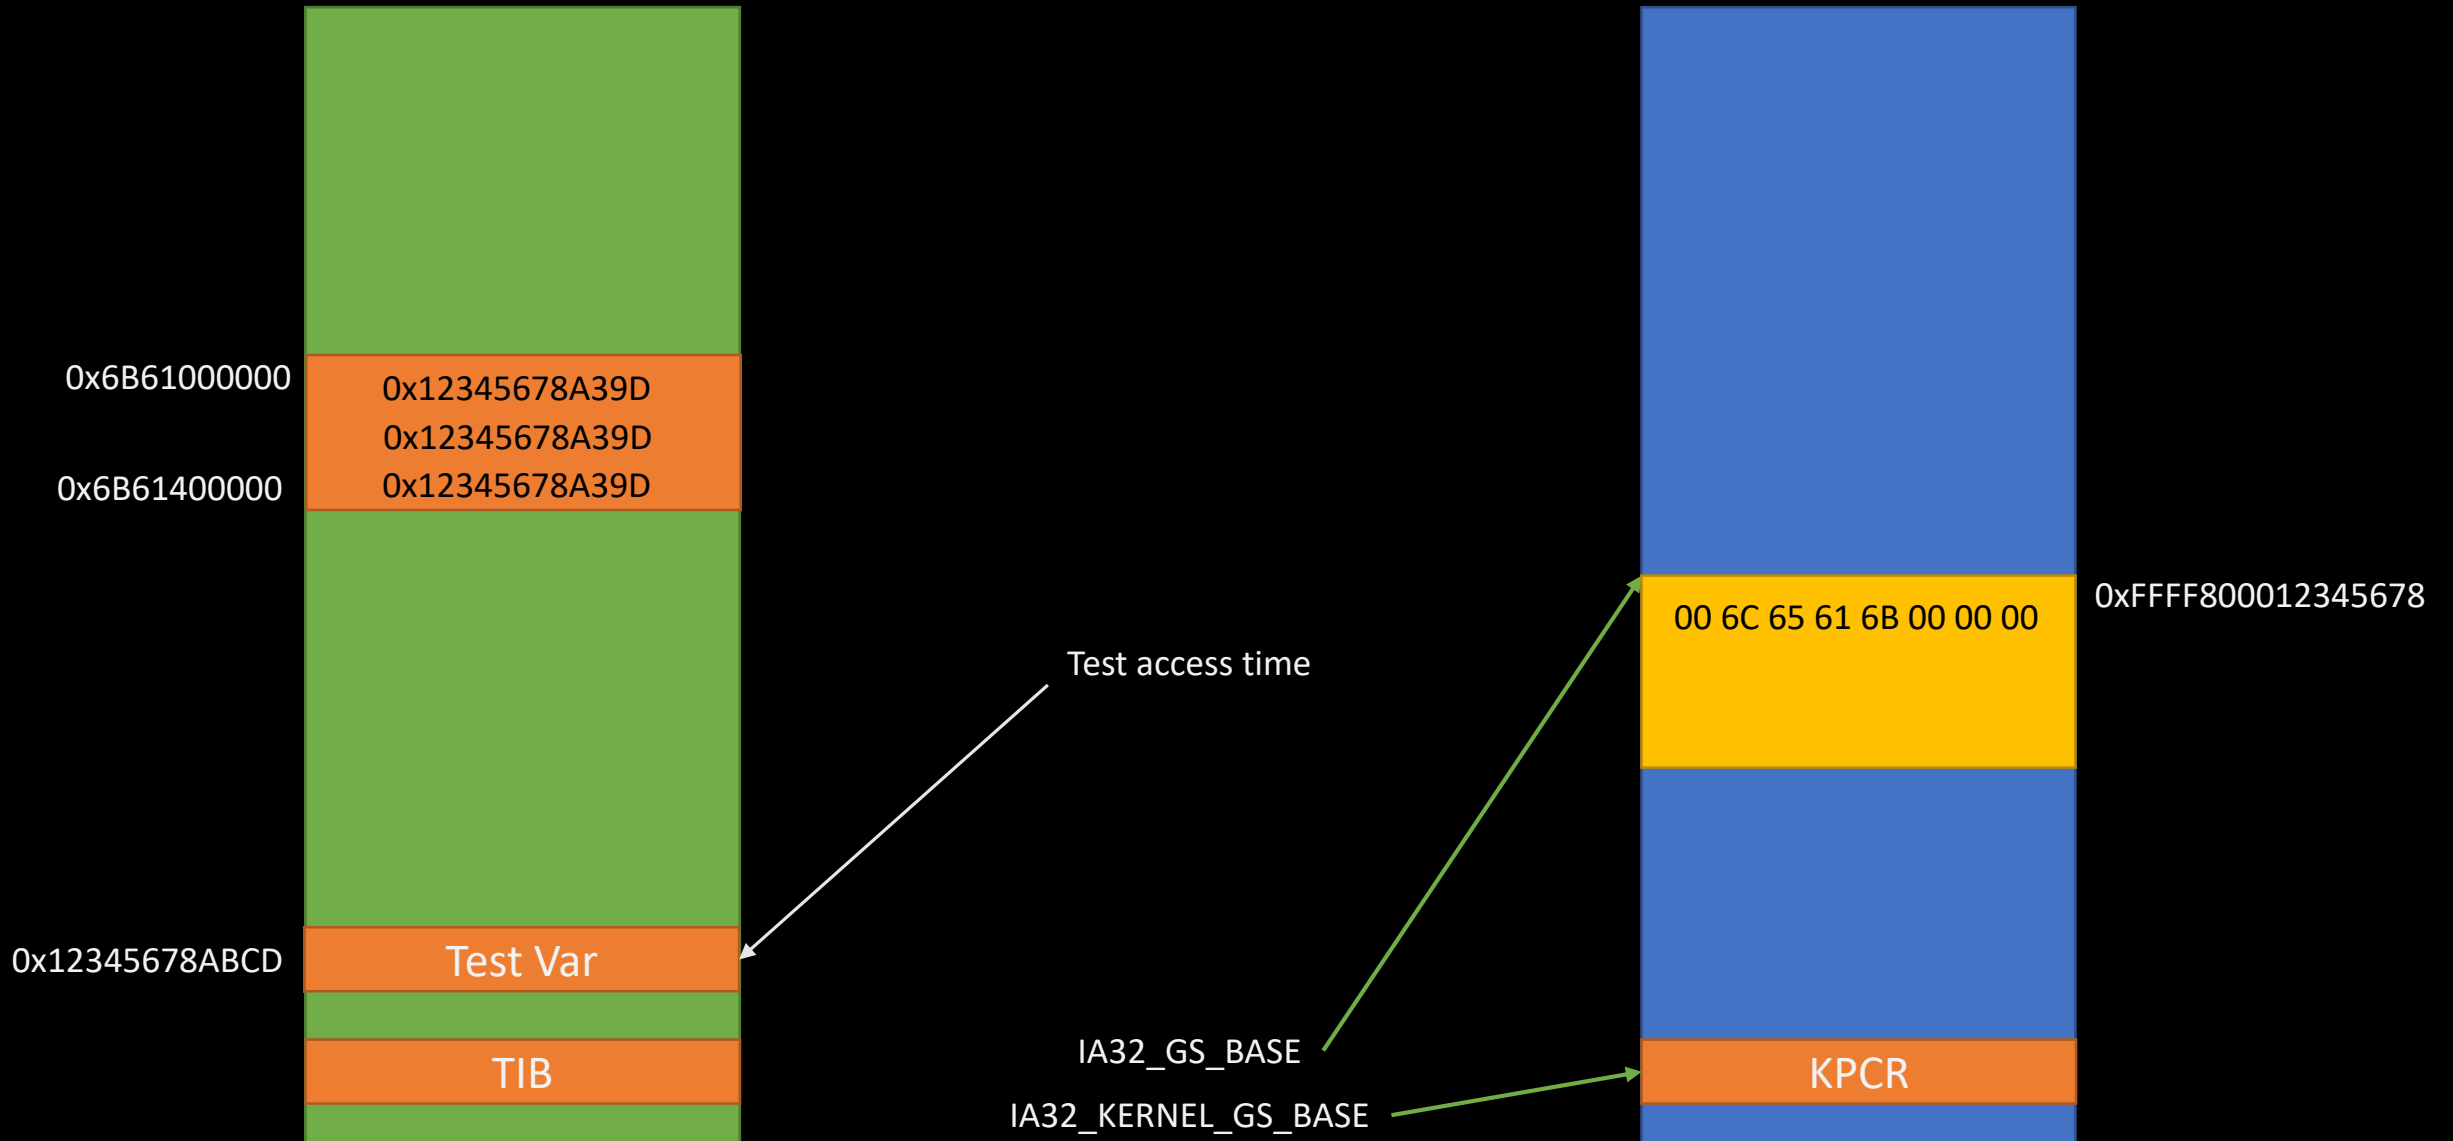 0x6B61000000
0x12345678A39D
0x12345678A39D
0x6B61400000
0x12345678A39D
00 6C 65 61 6B 00 00 00
0xFFFF800012345678
Test access time
0x12345678ABCD
Test Var
IA32_GS_BASE
TIB
KPCR
IA32_KERNEL_GS_BASE